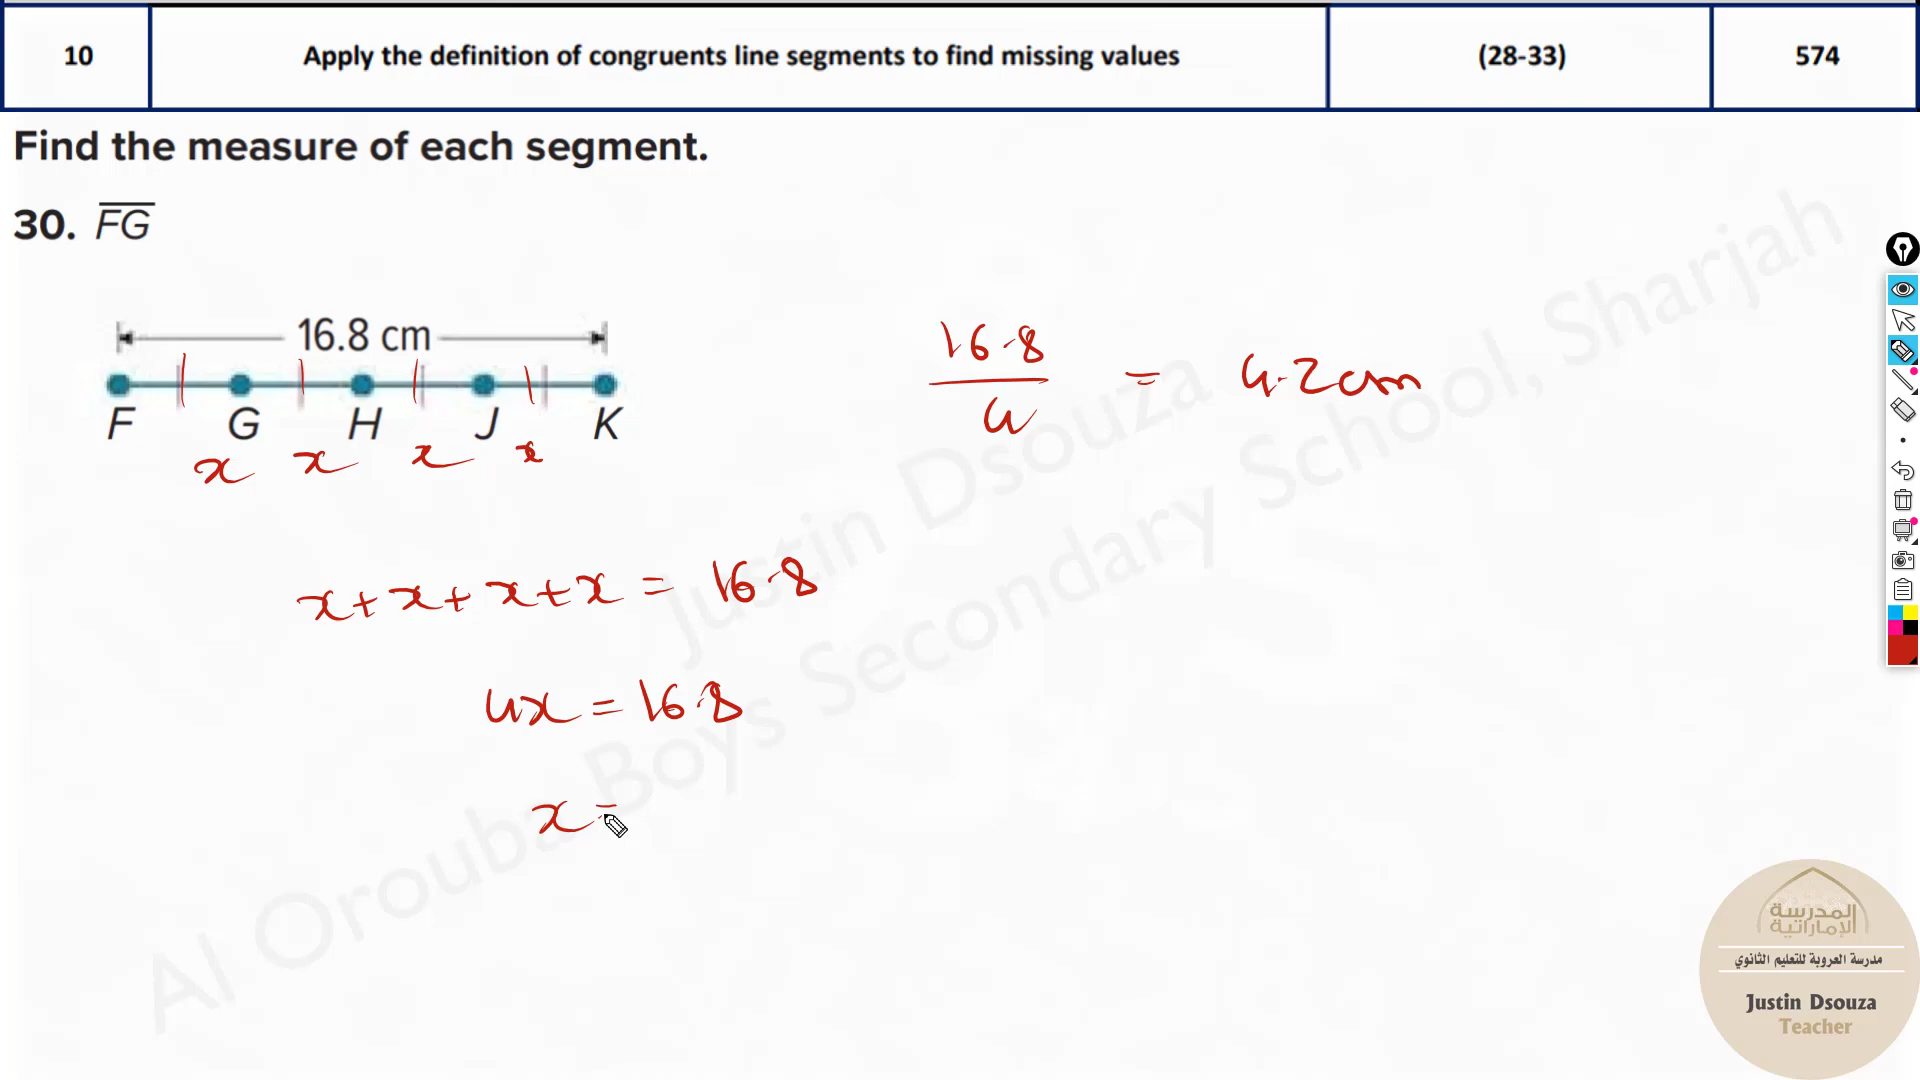 10 Apply the definition of congruents line segments to find missing values (28-33) 574
Find the measure of each segment.
30. FG
16.8 cm
F G H J K
x x x x
16.8
4
= 4.2cm
x+x+x+x = 16.8
4x = 16.8
x =
Justin Dsouza
Al Orouba Boys Secondary School, Sharjah
المدرسة
الإماراتية
مدرسة العروبة للتعليم الثانوي
Justin Dsouza
Teacher